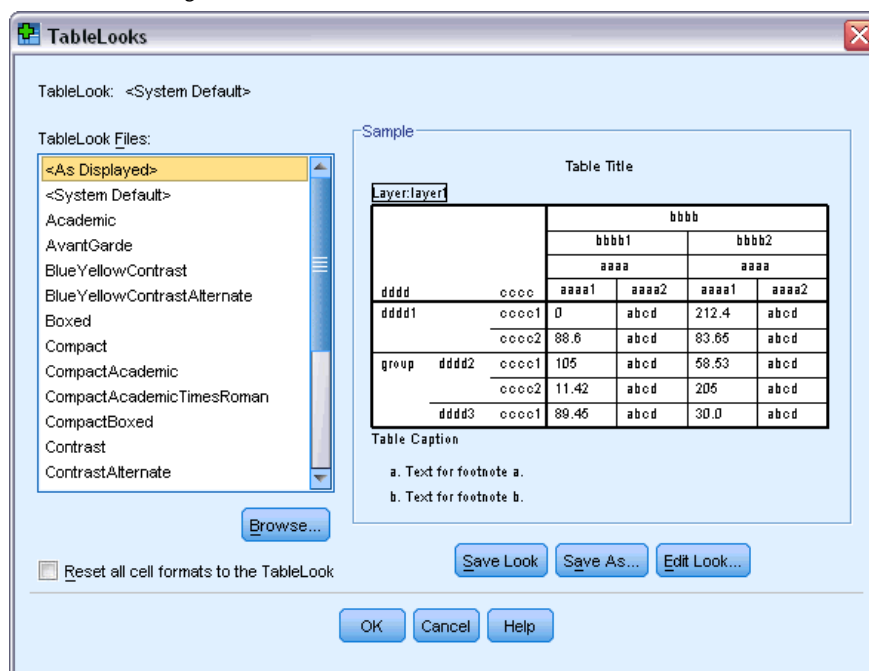 TableLooks
TableLook: <System Default>
TableLook Files:
<As Displayed>
<System Default>
Academic
AvantGarde
BlueYellowContrast
BlueYellowContrastAlternate
Boxed
Compact
CompactAcademic
CompactAcademicTimesRoman
CompactBoxed
Contrast
ContrastAlternate
Browse...
Reset all cell formats to the TableLook
Sample
Table Title
Layer:layer1
bbbb
bbbb1 bbbb2
aaaa aaaa
dddd cccc aaaa1 aaaa2 aaaa1 aaaa2
dddd1 cccc1 0 abcd 212.4 abcd
cccc2 88.6 abcd 83.65 abcd
group dddd2 cccc1 105 abcd 58.53 abcd
cccc2 11.42 abcd 205 abcd
dddd3 cccc1 89.45 abcd 30.0 abcd
Table Caption
a. Text for footnote a.
b. Text for footnote b.
Save Look Save As... Edit Look...
OK Cancel Help